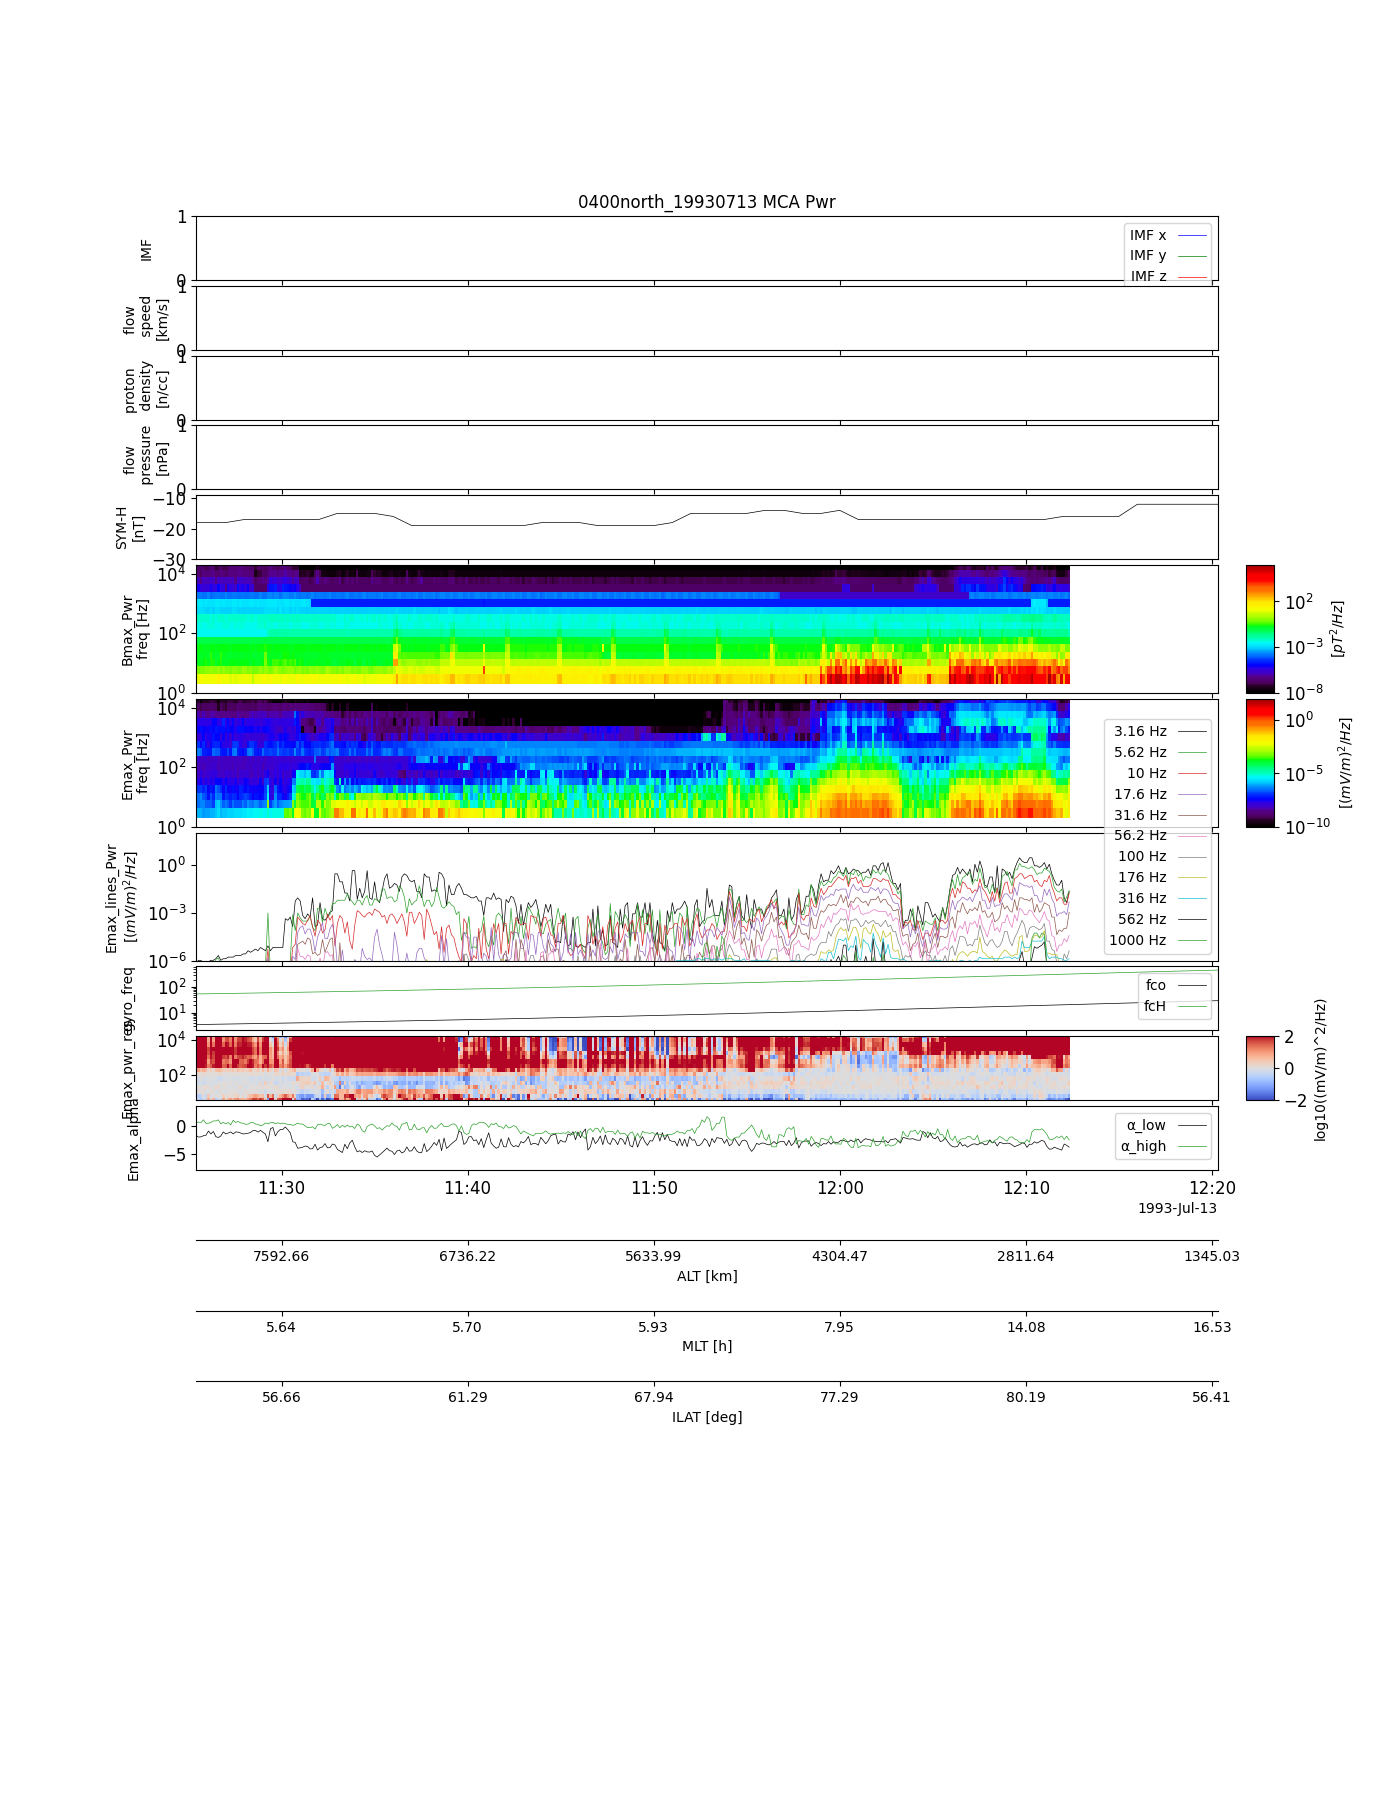 0400north_19930713 MCA Pwr
1
0
IMF
IMF x
IMF y
IMF z
1
0
flow
speed
[km/s]
1
0
proton
density
[n/cc]
1
0
flow
pressure
[nPa]
−10
−20
−30
SYM-H
[nT]
10^4
10^2
10^0
Bmax_Pwr
freq [Hz]
10^2
10^−3
10^−8
[pT^2/Hz]
10^4
10^2
10^0
Emax_Pwr
freq [Hz]
10^0
10^−5
10^−10
[(mV/m)^2/Hz]
3.16 Hz
5.62 Hz
10 Hz
17.6 Hz
31.6 Hz
56.2 Hz
100 Hz
176 Hz
316 Hz
562 Hz
1000 Hz
10^0
10^−3
10^−6
Emax_lines_Pwr
[(mV/m)^2/Hz]
10^2
10^1
gyro_freq
fco
fcH
10^4
10^2
Emax_pwr_res
2
0
−2
log10((mV/m)^2/Hz)
0
−5
Emax_alpha
α_low
α_high
11:30 11:40 11:50 12:00 12:10 12:20
1993-Jul-13
7592.66 6736.22 5633.99 4304.47 2811.64 1345.03
ALT [km]
5.64 5.70 5.93 7.95 14.08 16.53
MLT [h]
56.66 61.29 67.94 77.29 80.19 56.41
ILAT [deg]